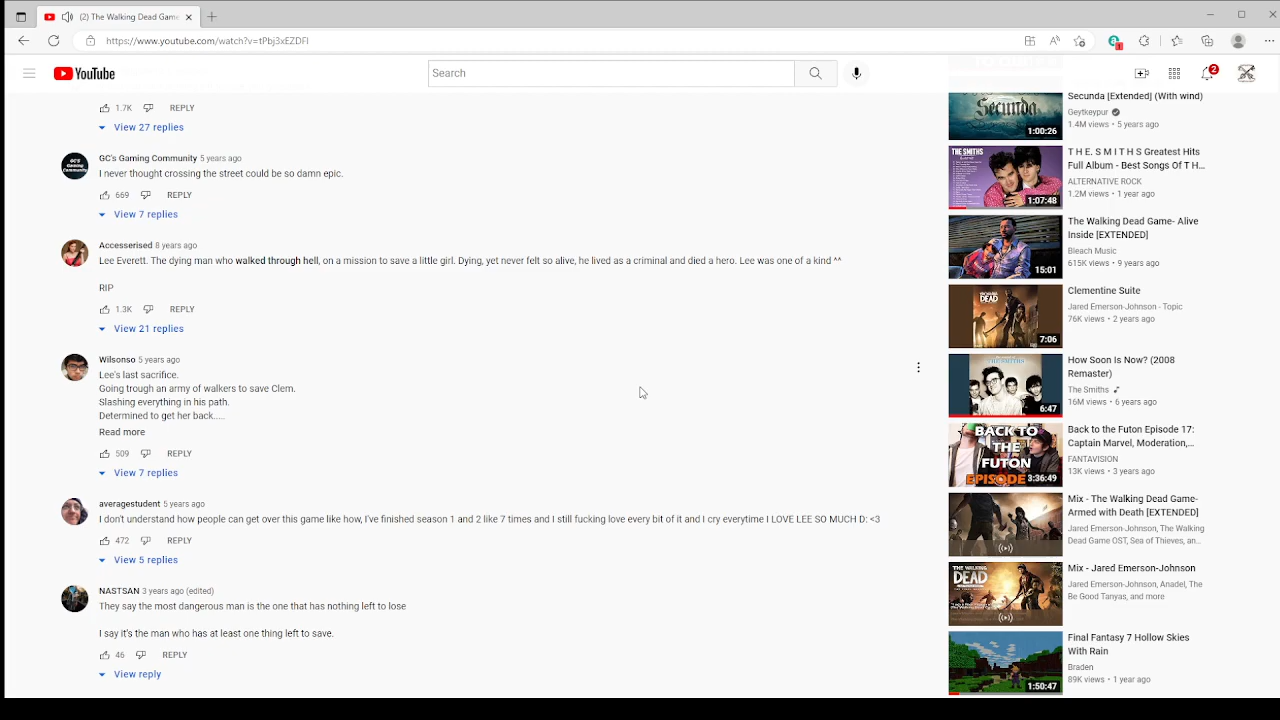 (2) The Walking Dead Game
https://www.youtube.com/watch?v=tPbj3xEZDFI
YouTube
Search
2
1.7K REPLY
View 27 replies
GC's Gaming Community 5 years ago
I never thought crossing the street could be so damn epic.
669 REPLY
View 7 replies
Accesserised 8 years ago
Lee Everett. The dying man who walked through hell, on a mission to save a little girl. Dying, yet never felt so alive, he lived as a criminal and died a hero. Lee was one of a kind ^^
RIP
1.3K REPLY
View 21 replies
Wilsonso 5 years ago
Lee's last sacrifice.
Going trough an army of walkers to save Clem.
Slashing everything in his path.
Determined to get her back.....
Read more
509 REPLY
View 7 replies
averagestudent 5 years ago
I don't understand how people can get over this game like how, I've finished season 1 and 2 like 7 times and I still fucking love every bit of it and I cry everytime I LOVE LEE SO MUCH D: <3
472 REPLY
View 5 replies
NASTSAN 3 years ago (edited)
They say the most dangerous man is the one that has nothing left to lose
I say it's the man who has at least one thing left to save.
46 REPLY
View reply
Secunda
1:00:26
Secunda [Extended] (With wind)
Geytkeypur
1.4M views • 5 years ago
THE SMITHS
1:07:48
T H E. S M I T H S Greatest Hits
Full Album - Best Songs Of T H...
ALTERNATIVE ROCK
1.2M views • 1 year ago
15:01
The Walking Dead Game- Alive
Inside [EXTENDED]
Bleach Music
615K views • 9 years ago
DEAD
7:06
Clementine Suite
Jared Emerson-Johnson - Topic
76K views • 2 years ago
6:47
How Soon Is Now? (2008
Remaster)
The Smiths
16M views • 6 years ago
BACK TO
THE
FUTON
EPISODE 3:36:49
Back to the Futon Episode 17:
Captain Marvel, Moderation,...
FANTAVISION
13K views • 3 years ago
Mix - The Walking Dead Game-
Armed with Death [EXTENDED]
Jared Emerson-Johnson, The Walking
Dead Game OST, Sea of Thieves, an...
THE WALKING
DEAD
Mix - Jared Emerson-Johnson
Jared Emerson-Johnson, Anadel, The
Be Good Tanyas, and more
1:50:47
Final Fantasy 7 Hollow Skies
With Rain
Braden
89K views • 1 year ago